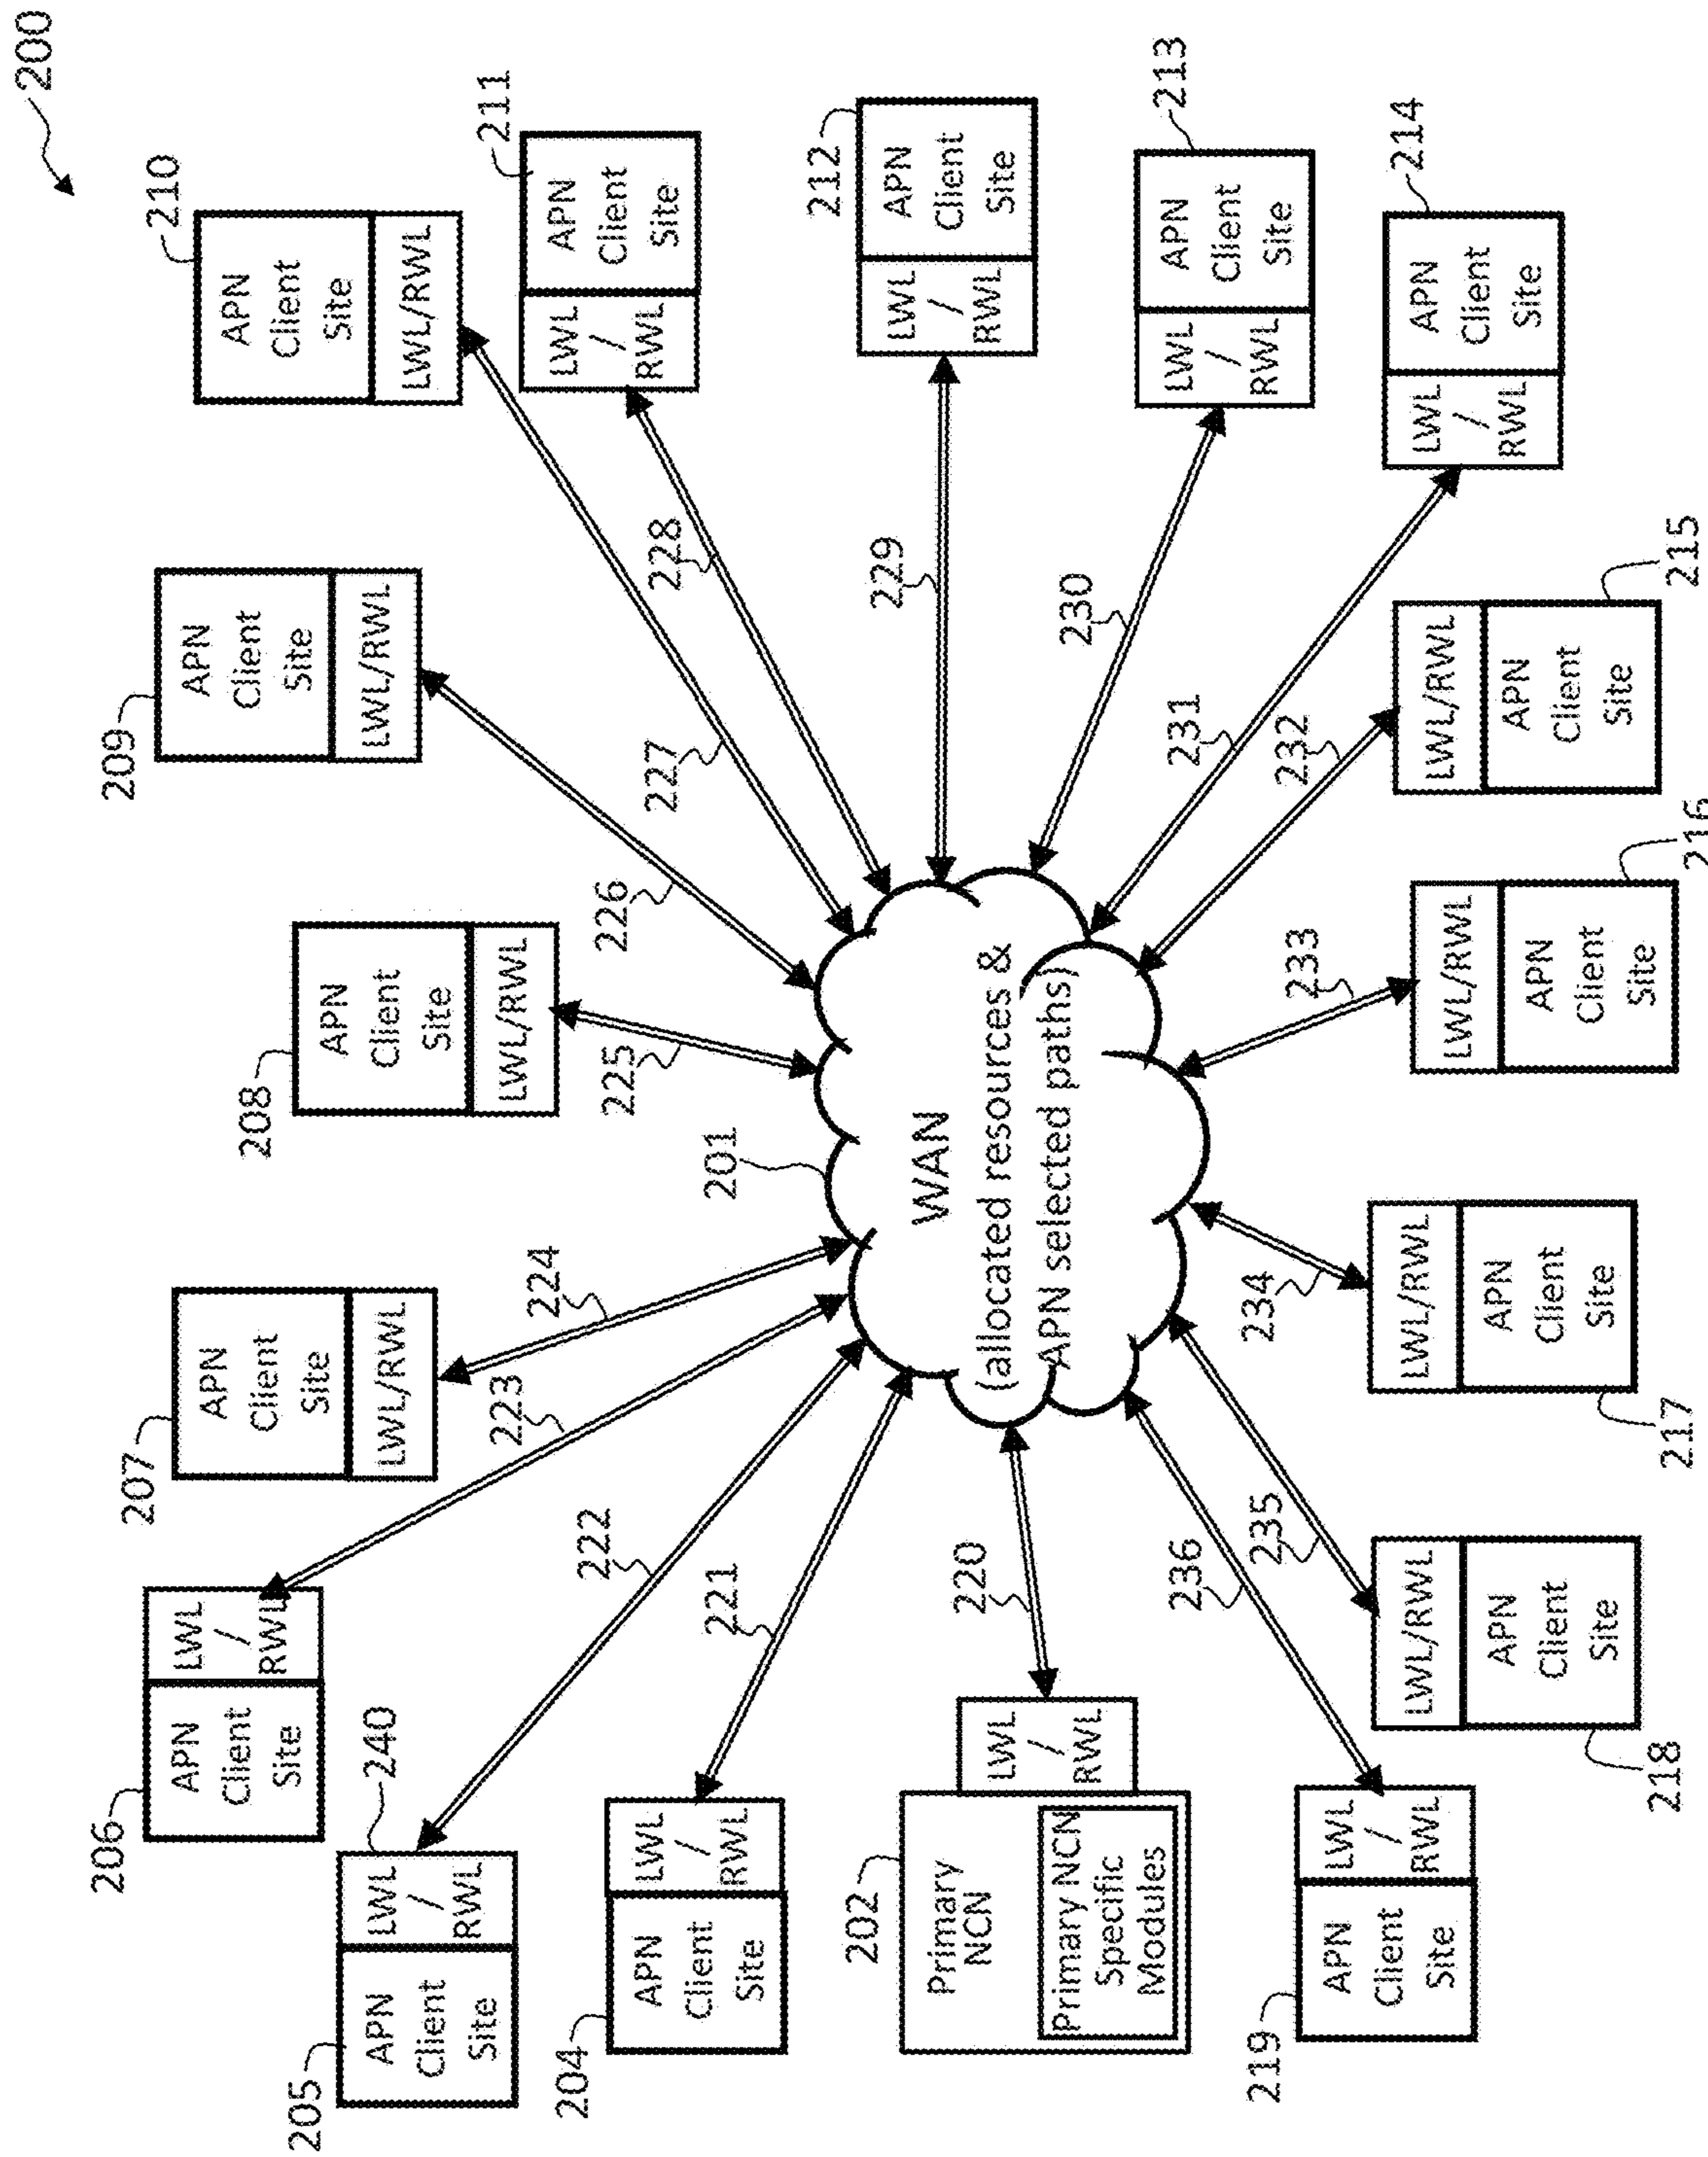 200
206
APN
Client
Site
LWL
/
RWL
207
APN
Client
Site
LWL/RWL
208
APN
Client
Site
LWL/RWL
209
APN
Client
Site
LWL/RWL
210
APN
Client
Site
LWL/RWL
205
APN
Client
Site
LWL
/
RWL
240
211
APN
Client
Site
LWL
/
RWL
204
APN
Client
Site
LWL
/
RWL
212
APN
Client
Site
LWL
/
RWL
202
Primary
NCN
Primary NCN
Specific
Modules
LWL
/
RWL
201
WAN
(allocated resources &
APN selected paths)
213
APN
Client
Site
LWL
/
RWL
219
APN
Client
Site
LWL
/
RWL
214
APN
Client
Site
LWL
/
RWL
218
LWL/RWL
APN
Client
Site
217
LWL/RWL
APN
Client
Site
216
LWL/RWL
APN
Client
Site
215
LWL/RWL
APN
Client
Site
220
221
222
223
224
225
226
227
228
229
230
231
232
233
234
235
236